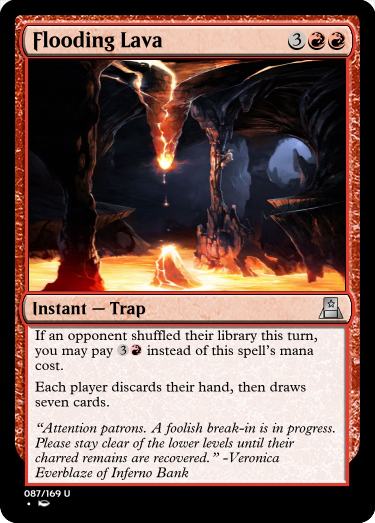 Flooding Lava 3
Instant — Trap
If an opponent shuffled their library this turn,
you may pay 3 instead of this spell's mana
cost.
Each player discards their hand, then draws
seven cards.
“Attention patrons. A foolish break-in is in progress.
Please stay clear of the lower levels until their
charred remains are recovered.” -Veronica
Everblaze of Inferno Bank
087/169 U